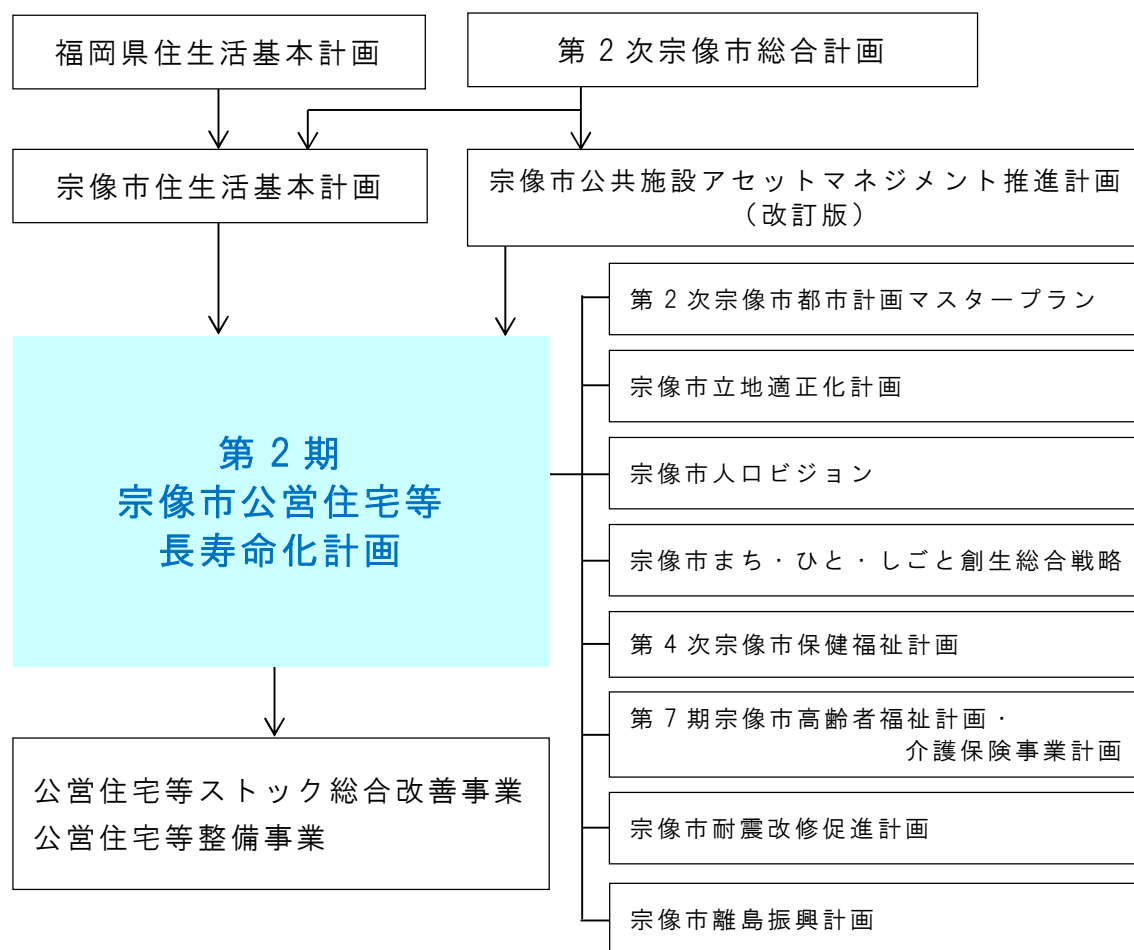 福岡県住生活基本計画
第2次宗像市総合計画
宗像市住生活基本計画
宗像市公共施設アセットマネジメント推進計画
（改訂版）
第2期
宗像市公営住宅等
長寿命化計画
第2次宗像市都市計画マスタープラン
宗像市立地適正化計画
宗像市人口ビジョン
宗像市まち・ひと・しごと創生総合戦略
第4次宗像市保健福祉計画
第7期宗像市高齢者福祉計画・
介護保険事業計画
宗像市耐震改修促進計画
宗像市離島振興計画
公営住宅等ストック総合改善事業
公営住宅等整備事業